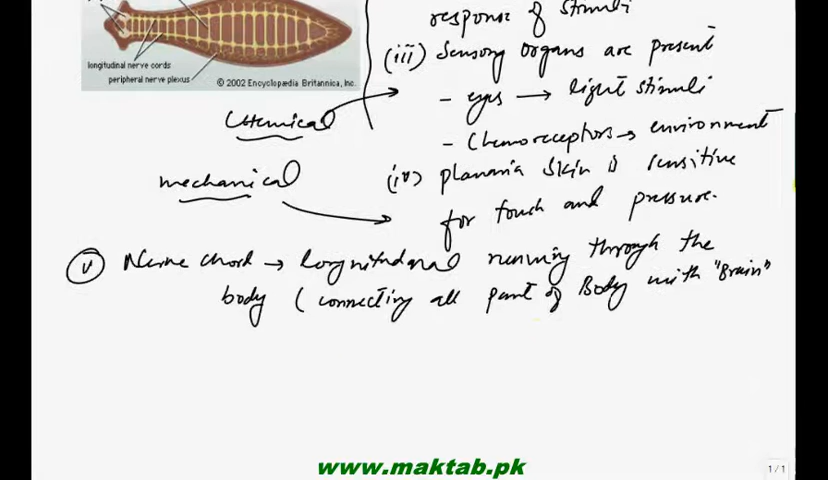 response of stimuli
(iii) Sensory organs are present
longitudinal nerve cords
peripheral nerve plexus
© 2002 Encyclopædia Britannica, Inc.
- eyes → light stimuli
Chemical
- Chemoreceptors → environment
mechanical
(iv) planaria skin is sensitive
for touch and pressure.
(v) Nerve chord → longnitudanal running through the
body (connecting all part of Body with "Brain"
www.maktab.pk
1/1